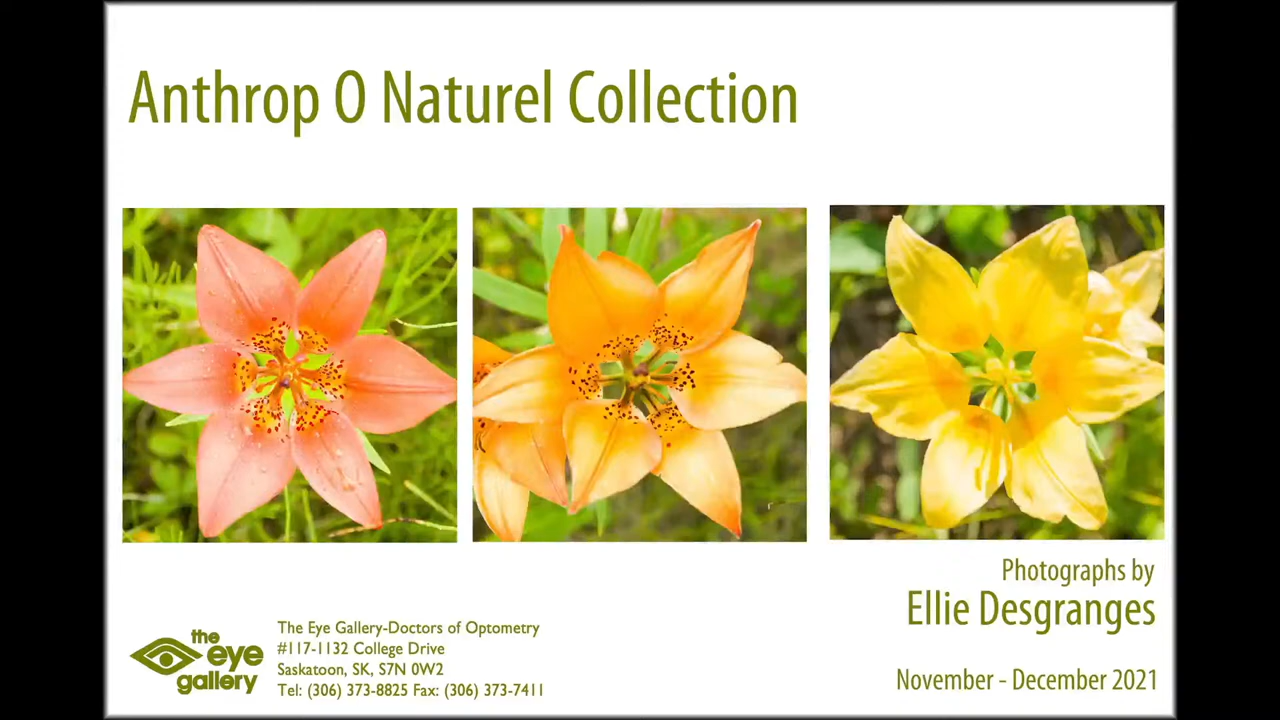 Anthrop O Naturel Collection
Photographs by
Ellie Desgranges
the
eye
gallery
The Eye Gallery-Doctors of Optometry
#117-1132 College Drive
Saskatoon, SK, S7N 0W2
Tel: (306) 373-8825 Fax: (306) 373-7411
November - December 2021